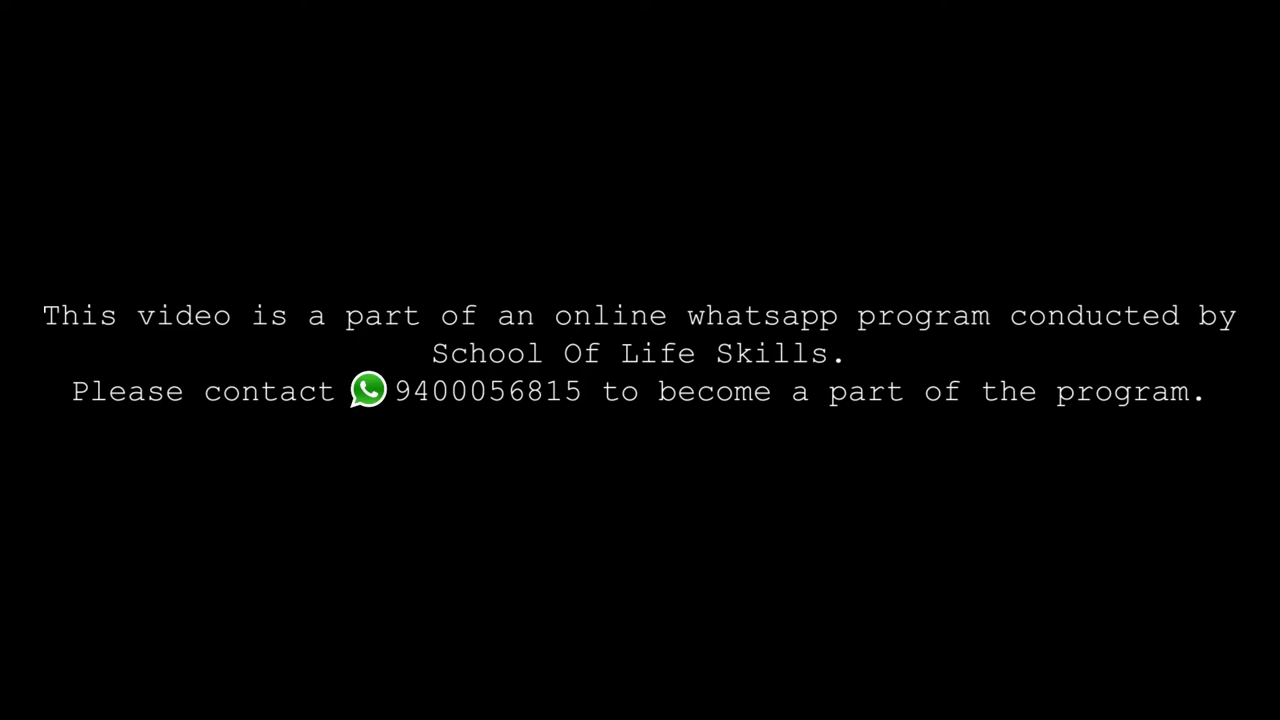 This video is a part of an online whatsapp program conducted by
School Of Life Skills.
Please contact 9400056815 to become a part of the program.